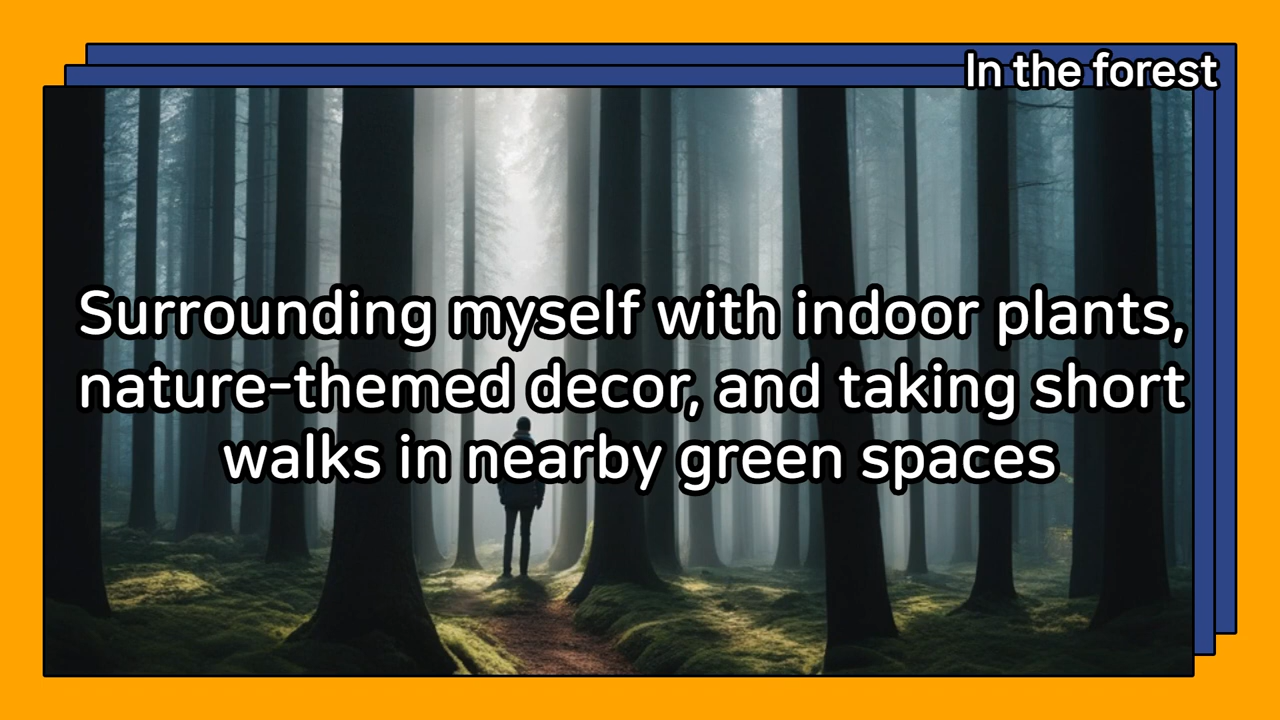 In the forest
Surrounding myself with indoor plants,
nature-themed decor, and taking short
walks in nearby green spaces